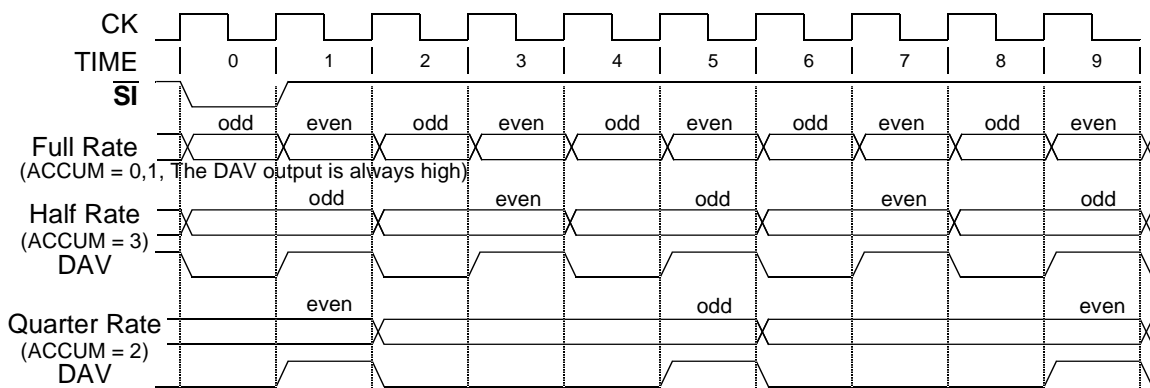 CK
TIME 0 1 2 3 4 5 6 7 8 9
SI
odd even odd even odd even odd even odd even
Full Rate
(ACCUM = 0,1, The DAV output is always high)
odd even odd even odd
Half Rate
(ACCUM = 3)
DAV
even odd even
Quarter Rate
(ACCUM = 2)
DAV